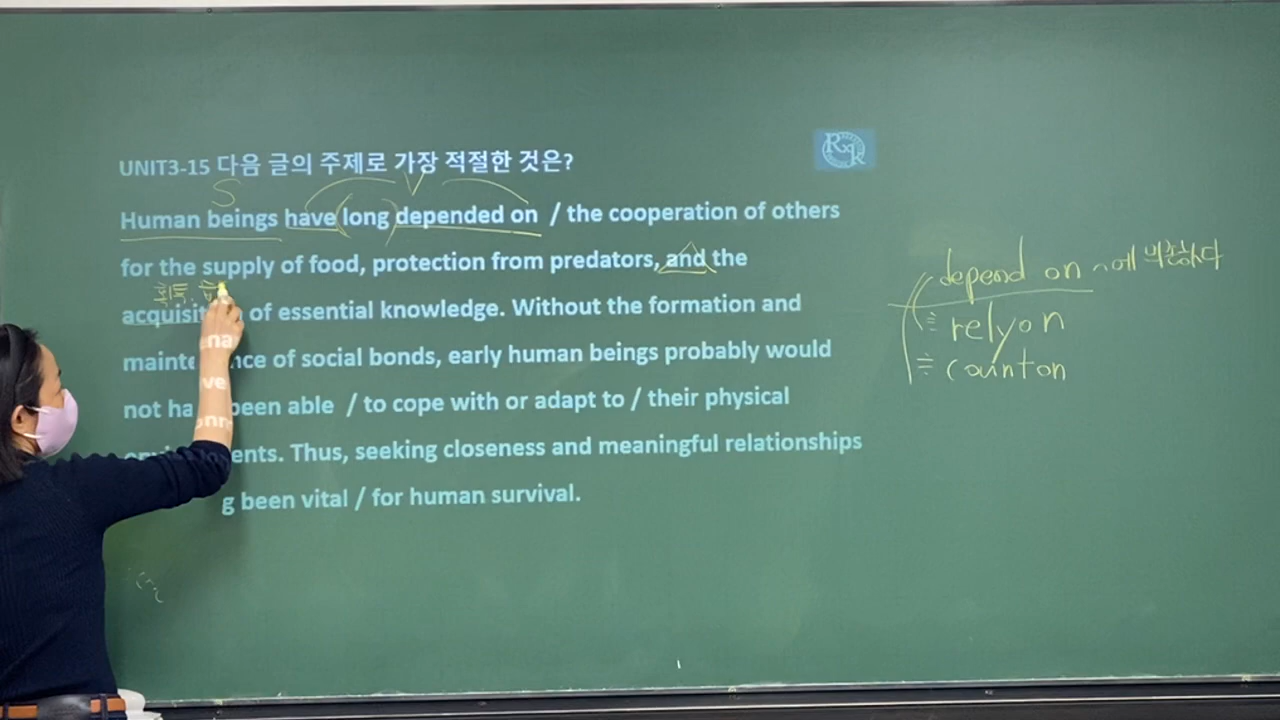 UNIT3-15 다음 글의 주제로 가장 적절한 것은?
RK
S V
Human beings have long depended on / the cooperation of others
for the supply of food, protection from predators, and the
취득
acquisit of essential knowledge. Without the formation and
mainte nce of social bonds, early human beings probably would
not ha been able / to cope with or adapt to / their physical
ents. Thus, seeking closeness and meaningful relationships
g been vital / for human survival.
depend on ~에 의존하다
= rely on
= count on